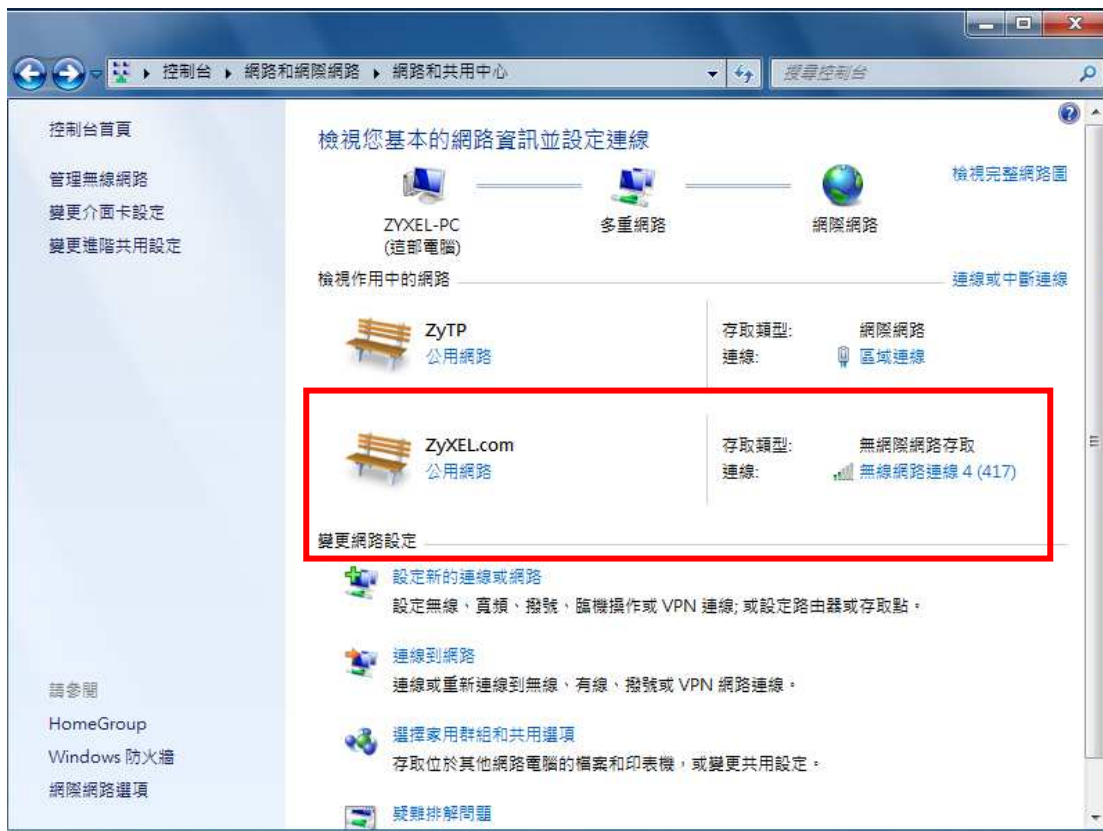 控制台 ▸ 網路和網際網路 ▸ 網路和共用中心
搜尋控制台
控制台首頁
管理無線網路
變更介面卡設定
變更進階共用設定
檢視您基本的網路資訊並設定連線
檢視完整網路圖
ZYXEL-PC
(這部電腦)
多重網路
網際網路
檢視作用中的網路
連線或中斷連線
ZyTP
公用網路
存取類型: 網際網路
連線: 區域連線
ZyXEL.com
公用網路
存取類型: 無網際網路存取
連線: 無線網路連線 4 (417)
變更網路設定
設定新的連線或網路
設定無線、寬頻、撥號、臨機操作或 VPN 連線; 或設定路由器或存取點。
連線到網路
連線或重新連線到無線、有線、撥號或 VPN 網路連線。
選擇家用群組和共用選項
存取位於其他網路電腦的檔案和印表機，或變更共用設定。
疑難排解問題
請參閱
HomeGroup
Windows 防火牆
網際網路選項